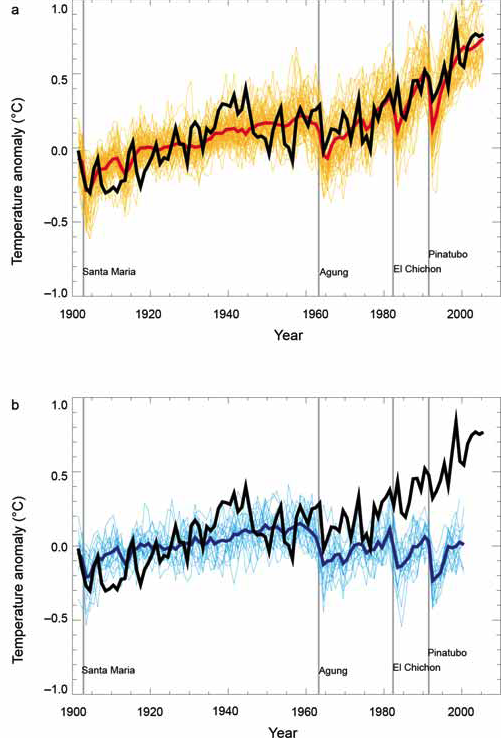 a
1.0
0.5
0.0
−0.5
−1.0
Temperature anomaly (°C)
Santa Maria
Agung
El Chichon
Pinatubo
1900 1920 1940 1960 1980 2000
Year
b
1.0
0.5
0.0
−0.5
−1.0
Temperature anomaly (°C)
Santa Maria
Agung
El Chichon
Pinatubo
1900 1920 1940 1960 1980 2000
Year